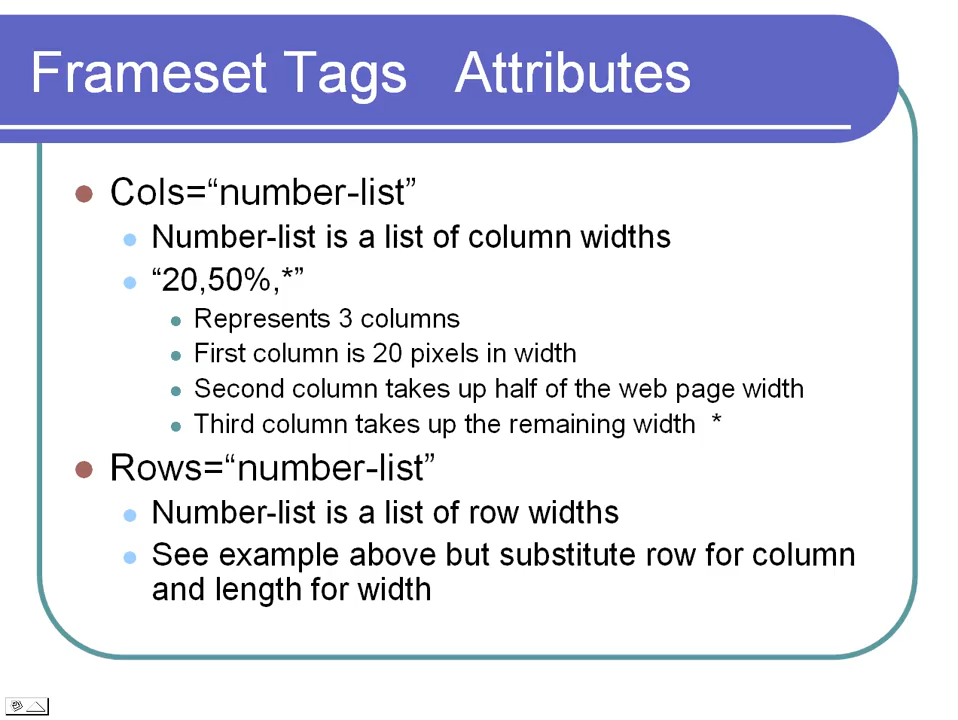 Frameset Tags   Attributes
Cols=“number-list”
Number-list is a list of column widths
“20,50%,*”
Represents 3 columns
First column is 20 pixels in width
Second column takes up half of the web page width
Third column takes up the remaining width  *
Rows=“number-list”
Number-list is a list of row widths
See example above but substitute row for column
and length for width